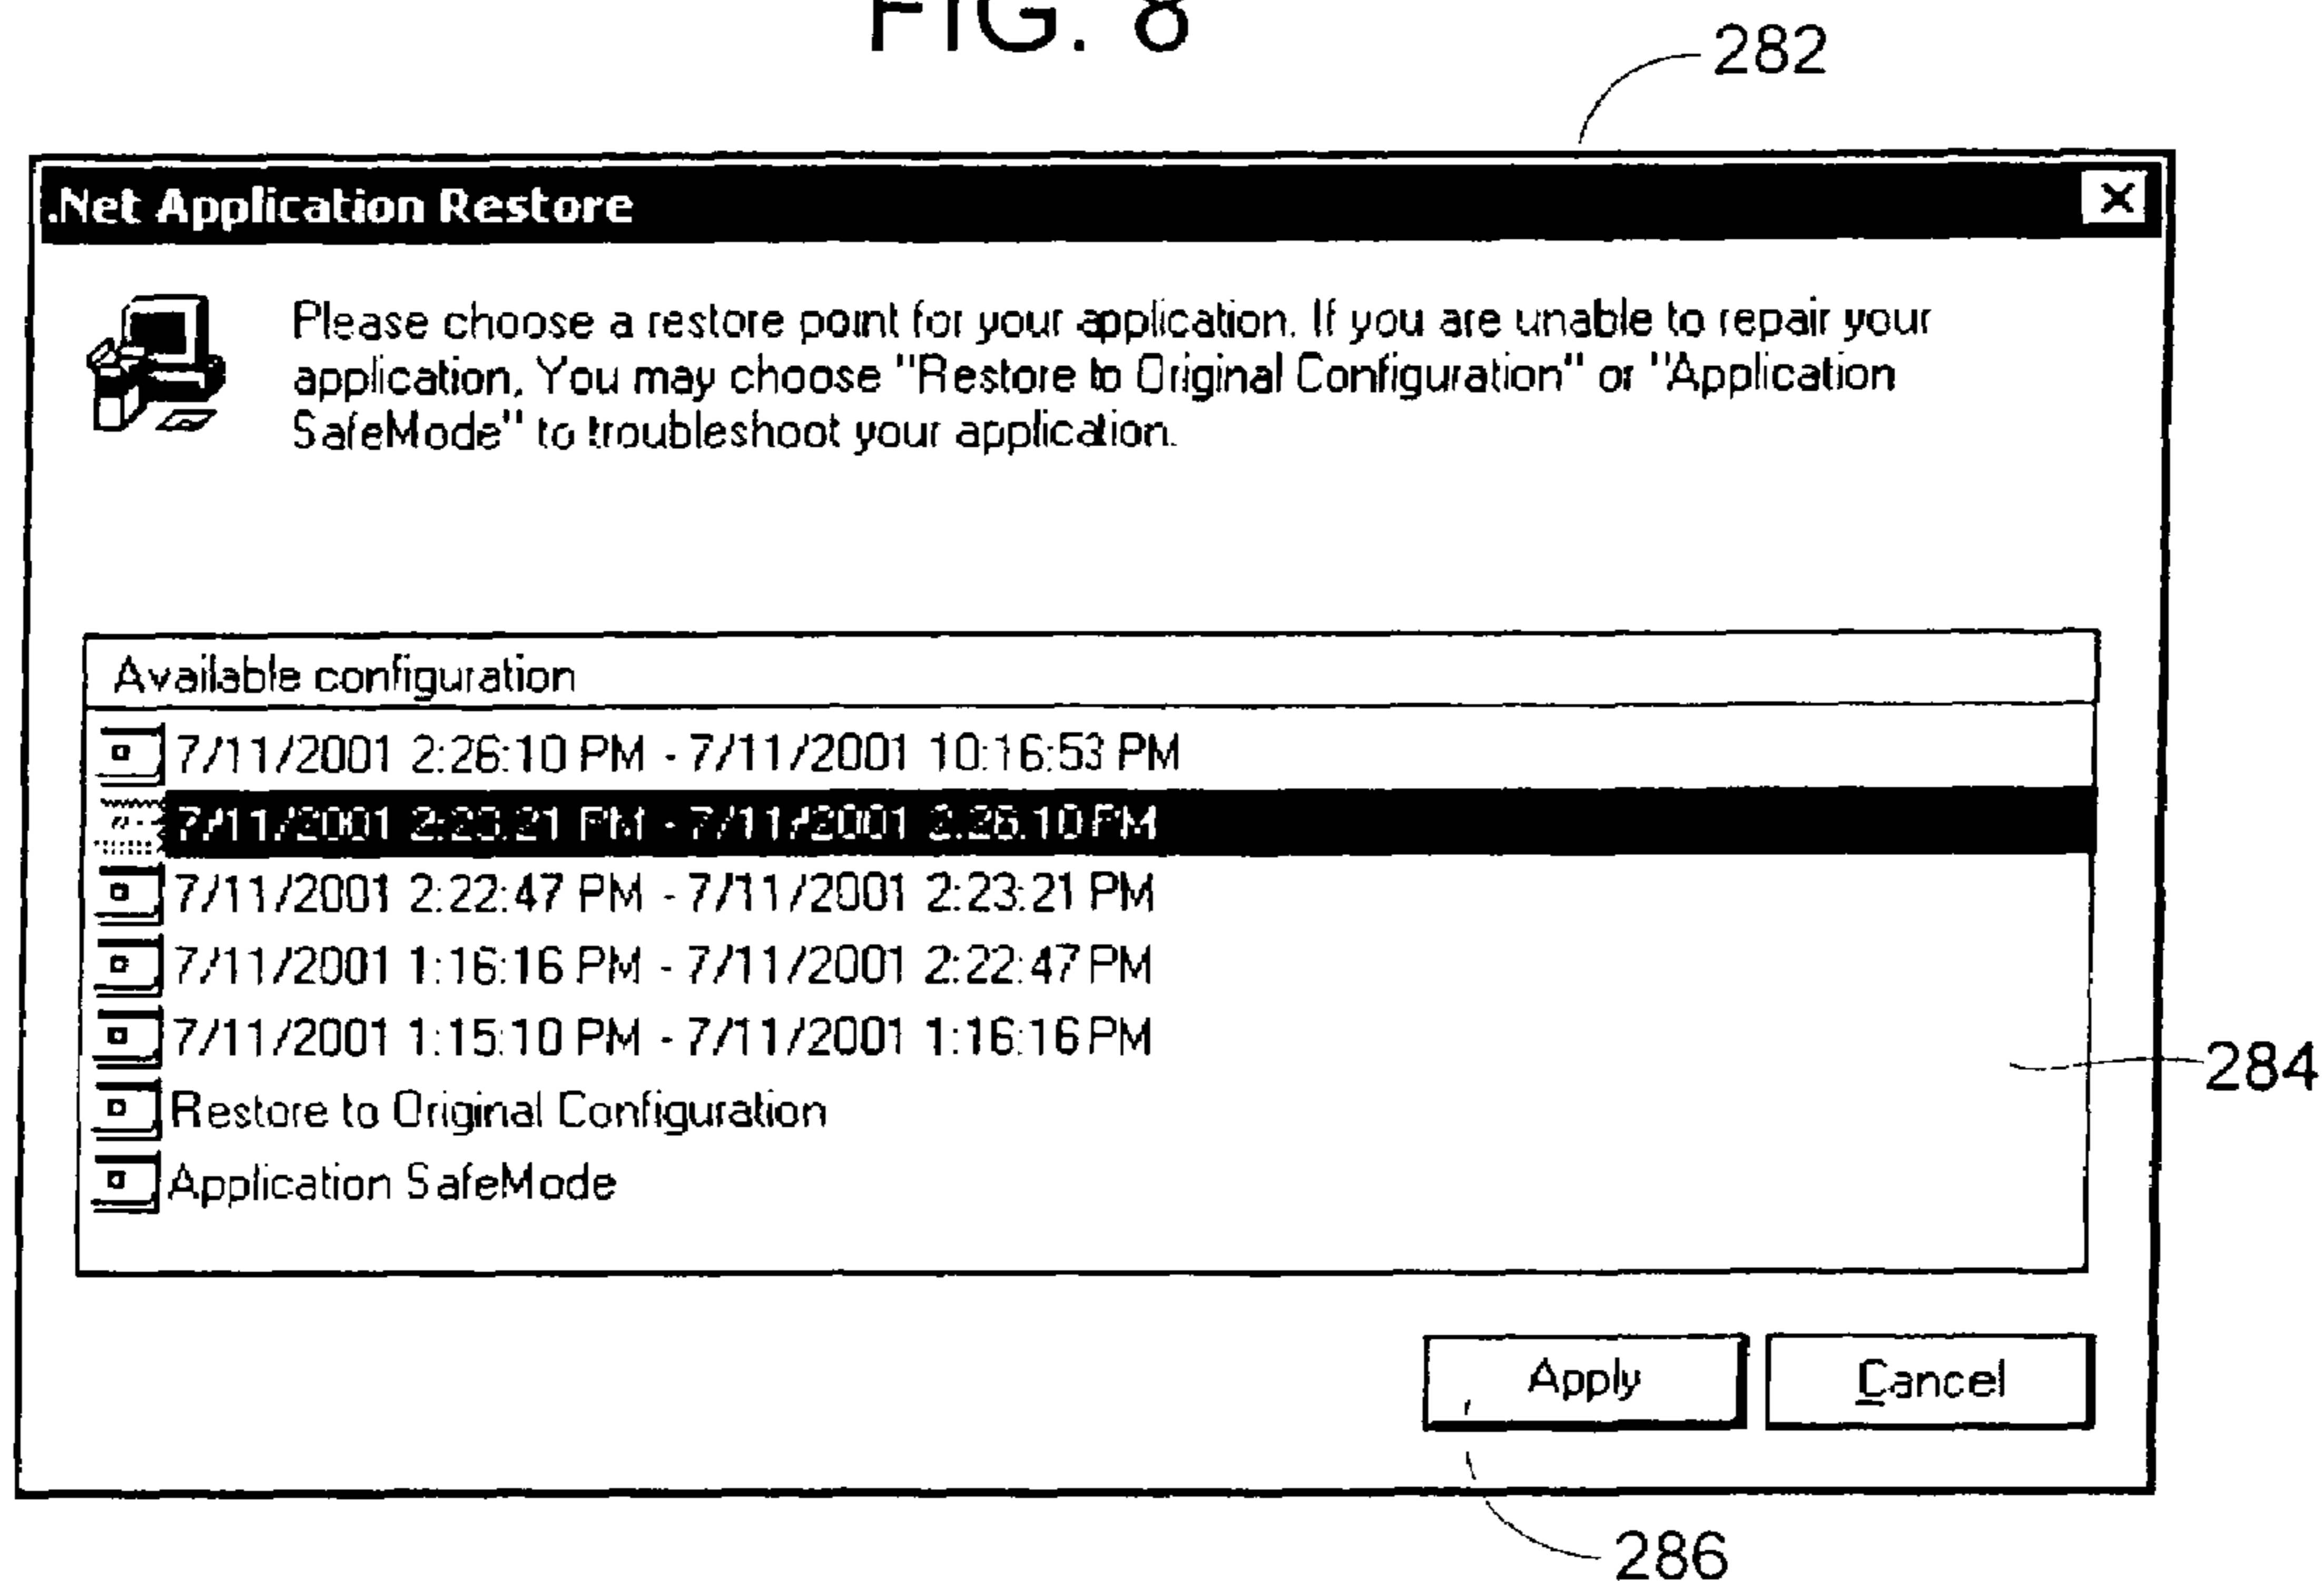 FIG. 8
282
.Net Application Restore
Please choose a restore point for your application. If you are unable to repair your
application, You may choose "Restore to Original Configuration" or "Application
SafeMode" to troubleshoot your application.
Available configuration
7/11/2001 2:26:10 PM - 7/11/2001 10:16:53 PM
7/11/2001 2:23:21 PM - 7/11/2001 2:26:10 PM
7/11/2001 2:22:47 PM - 7/11/2001 2:23:21 PM
7/11/2001 1:16:16 PM - 7/11/2001 2:22:47 PM
7/11/2001 1:15:10 PM - 7/11/2001 1:16:16 PM
284
Restore to Original Configuration
Application SafeMode
Apply
Cancel
286